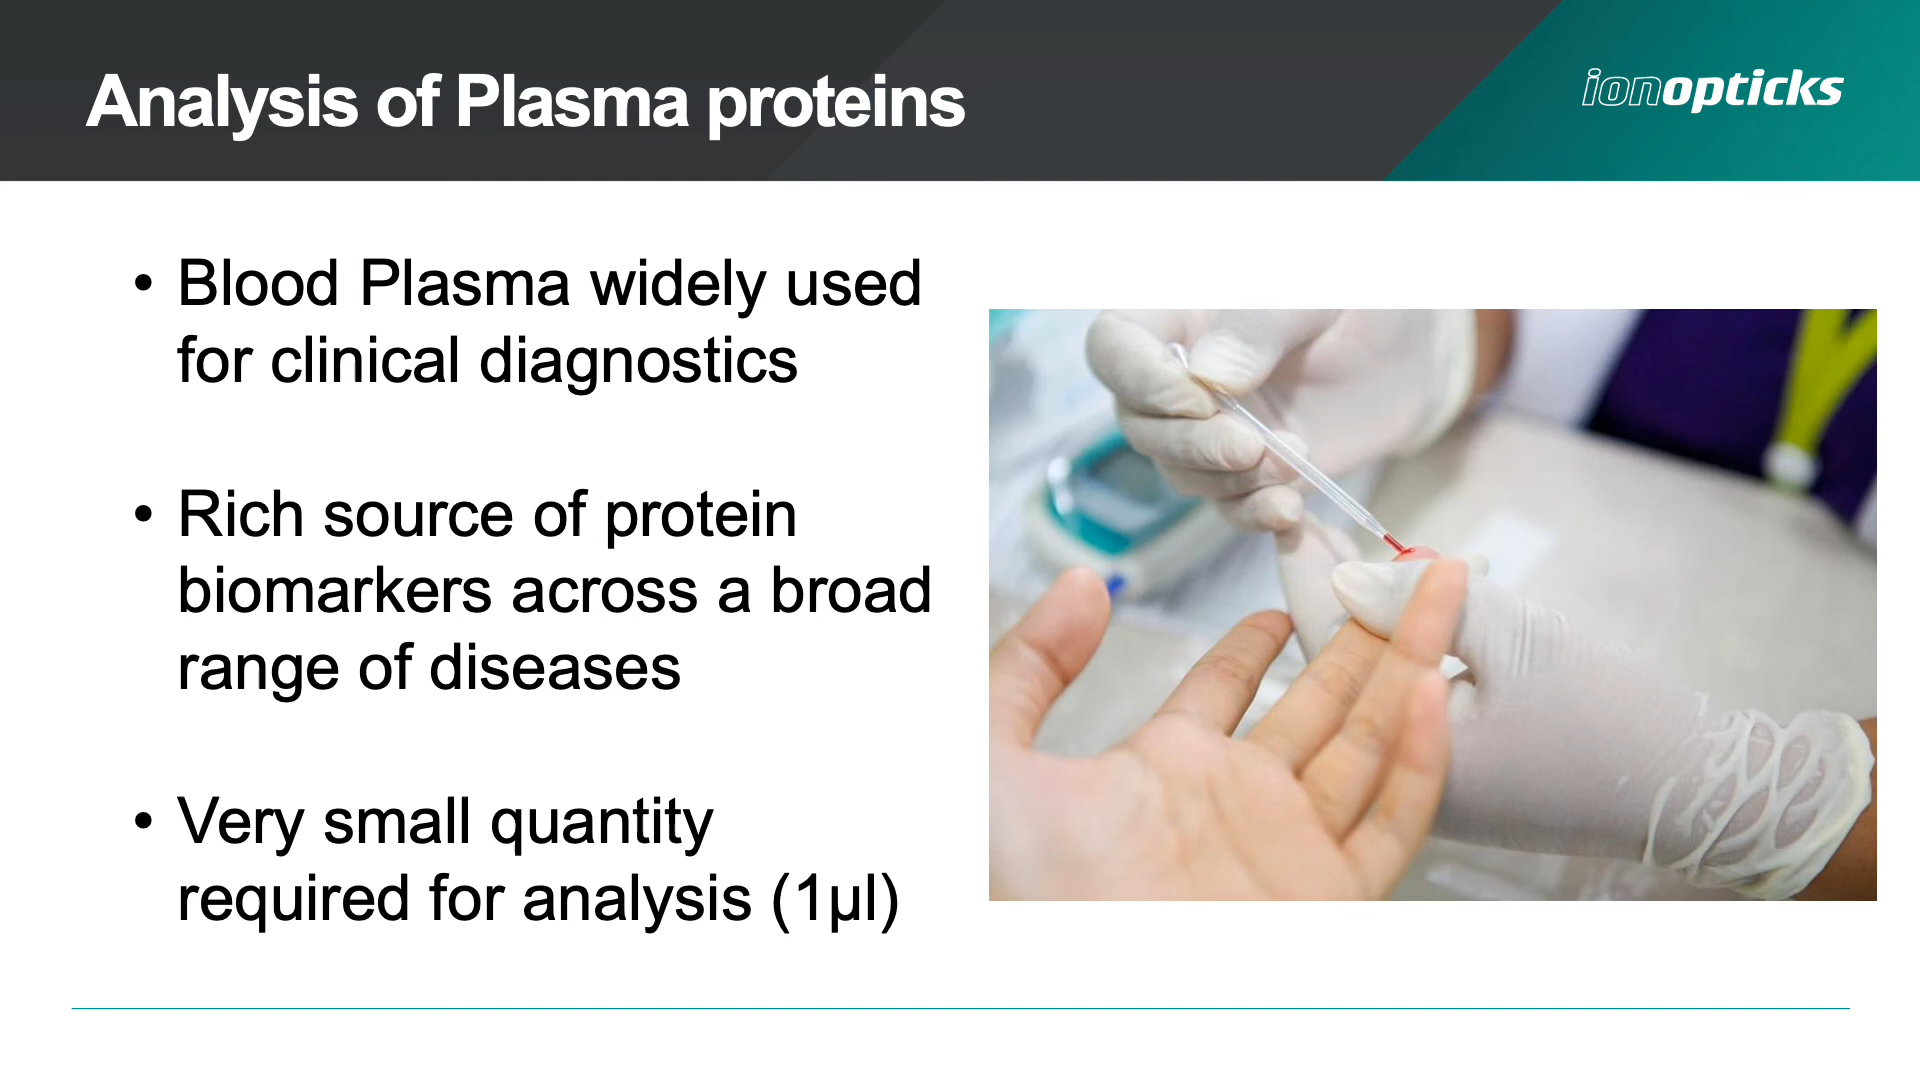 Analysis of Plasma proteins
ionopticks
• Blood Plasma widely used
for clinical diagnostics
• Rich source of protein
biomarkers across a broad
range of diseases
• Very small quantity
required for analysis (1µl)